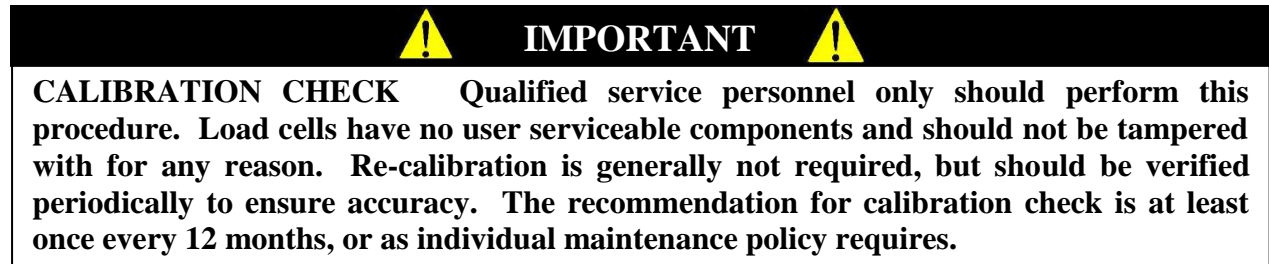 IMPORTANT
CALIBRATION CHECK Qualified service personnel only should perform this
procedure. Load cells have no user serviceable components and should not be tampered
with for any reason. Re-calibration is generally not required, but should be verified
periodically to ensure accuracy. The recommendation for calibration check is at least
once every 12 months, or as individual maintenance policy requires.